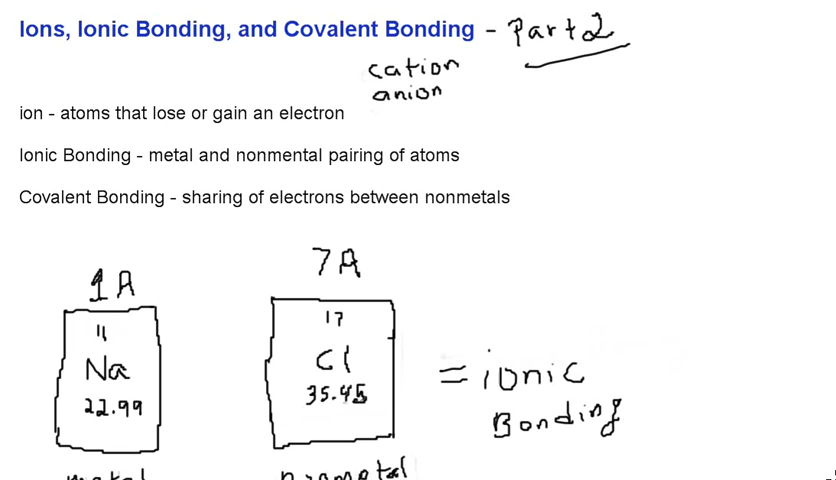 Ions, Ionic Bonding, and Covalent Bonding - Part 2
cation
anion
ion - atoms that lose or gain an electron
Ionic Bonding - metal and nonmental pairing of atoms
Covalent Bonding - sharing of electrons between nonmetals
1A
7A
11
Na
22.99
17
Cl
35.45
= ionic
Bonding
metal
nonmetal